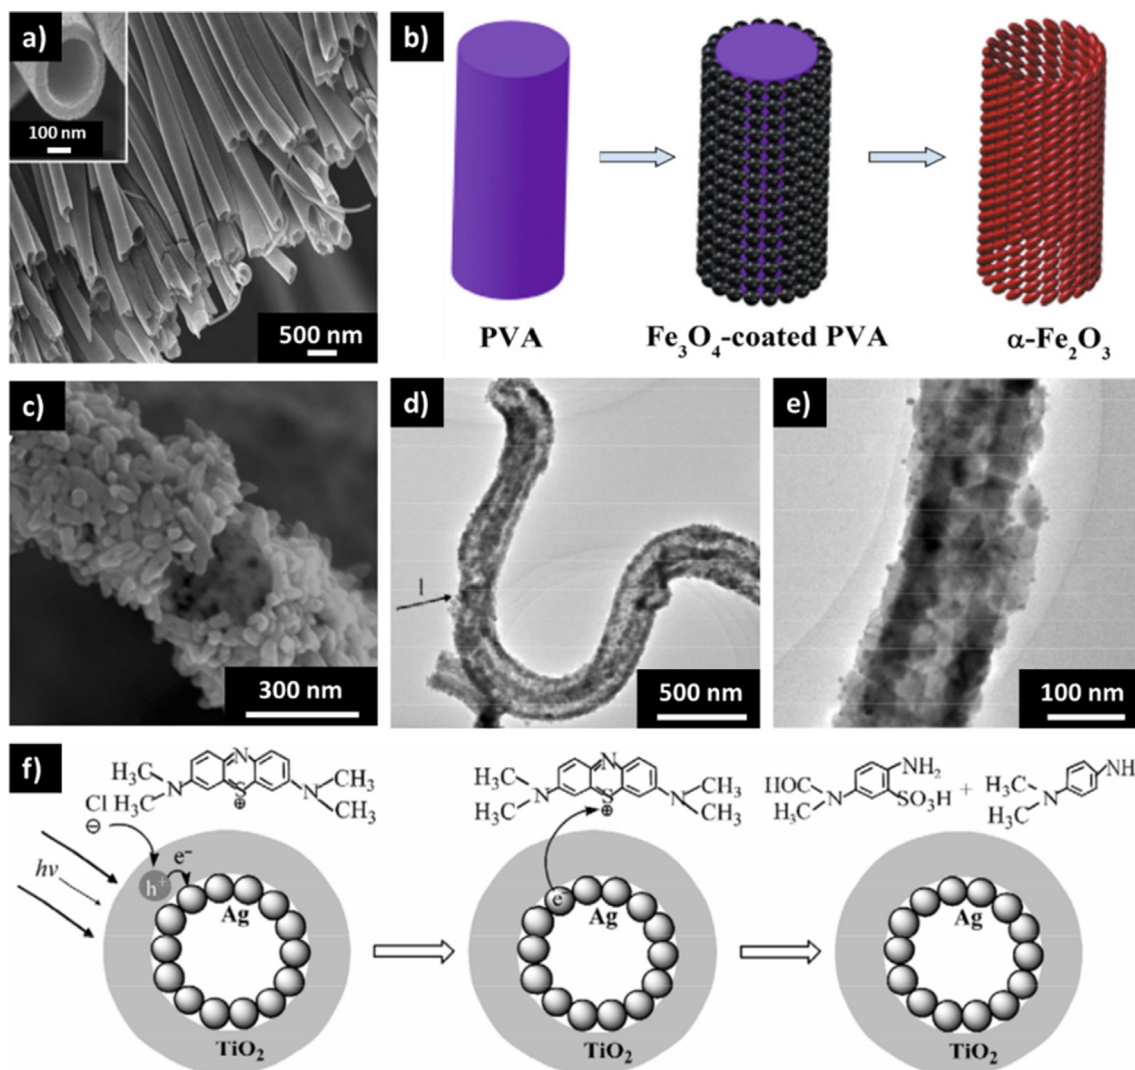 a)
100 nm
500 nm
b)
PVA
Fe₃O₄-coated PVA
α-Fe₂O₃
c)
300 nm
d)
1
500 nm
e)
100 nm
f)
H₃C
N
H₃C
Cl
⊖
N
S
⊕
N
CH₃
CH₃
hν
h⁺
e⁻
Ag
TiO₂
H₃C
N
H₃C
N
S
⊕
N
CH₃
CH₃
e⁻
Ag
TiO₂
HOC
N
H₃C
NH₂
SO₃H
+
H₃C
N
H₃C
NH
Ag
TiO₂